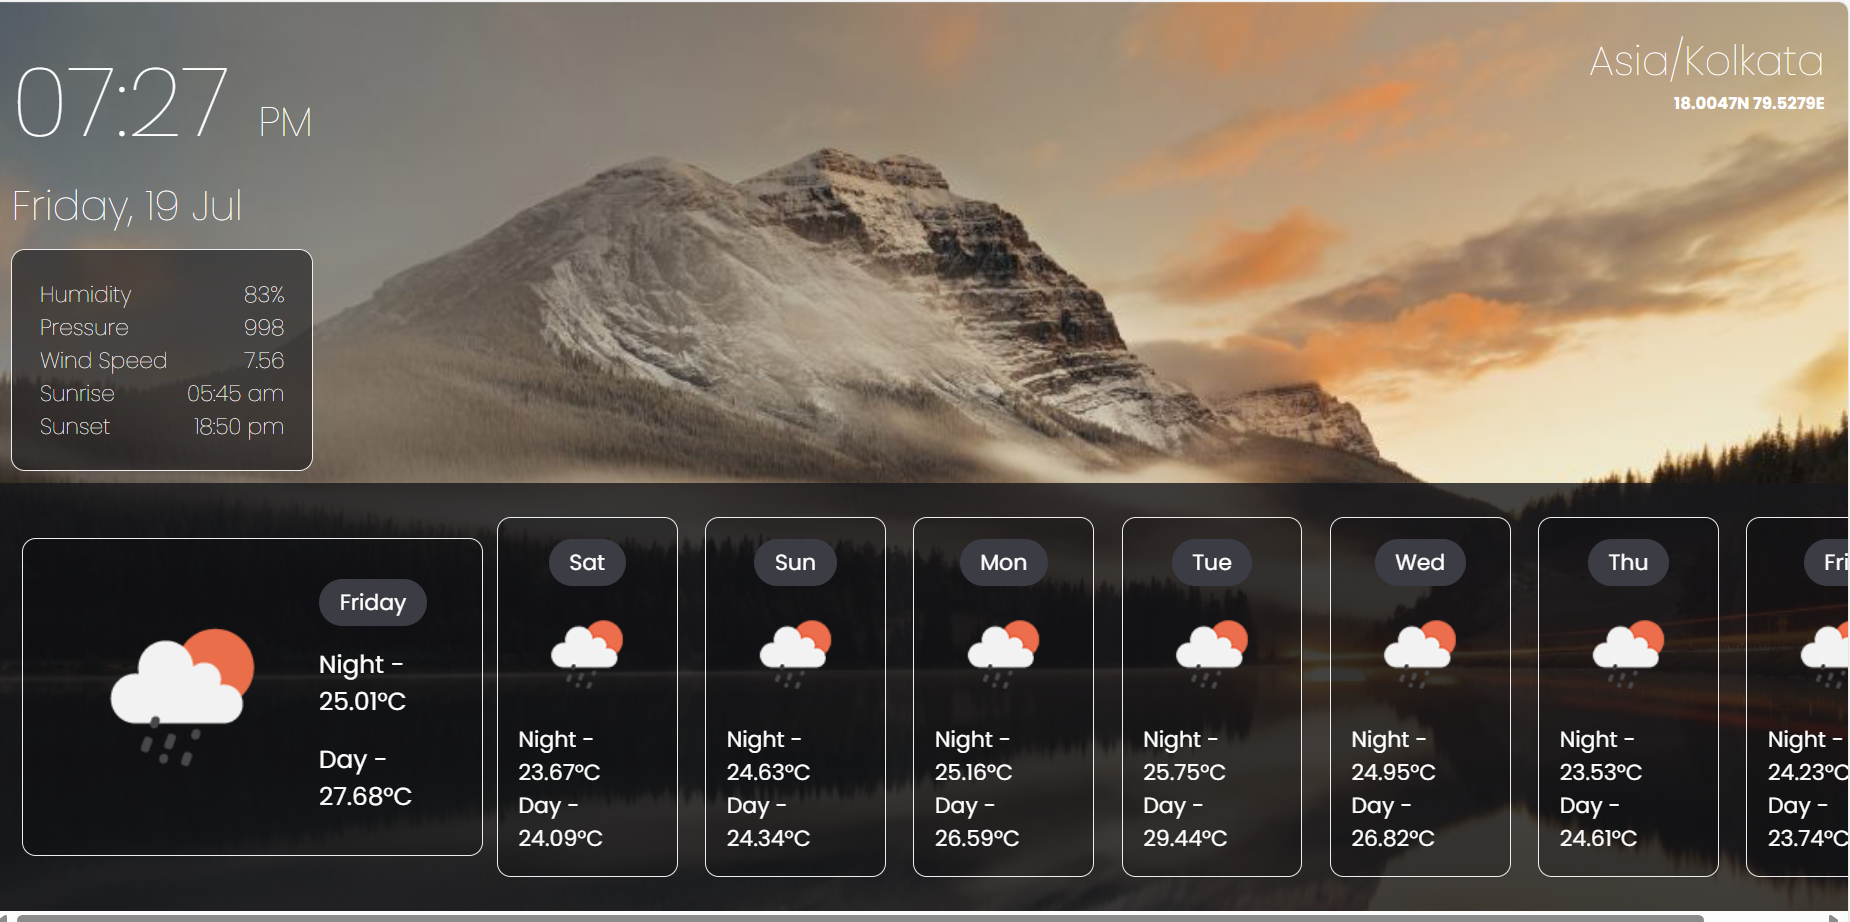 07:27 PM
Asia/Kolkata
18.0047N 79.5279E
Friday, 19 Jul
Humidity 83%
Pressure 998
Wind Speed 7.56
Sunrise 05:45 am
Sunset 18:50 pm
Friday
Night -
25.01°C
Day -
27.68°C
Sat
Night -
23.67°C
Day -
24.09°C
Sun
Night -
24.63°C
Day -
24.34°C
Mon
Night -
25.16°C
Day -
26.59°C
Tue
Night -
25.75°C
Day -
29.44°C
Wed
Night -
24.95°C
Day -
26.82°C
Thu
Night -
23.53°C
Day -
24.61°C
Fri
Night -
24.23°C
Day -
23.74°C